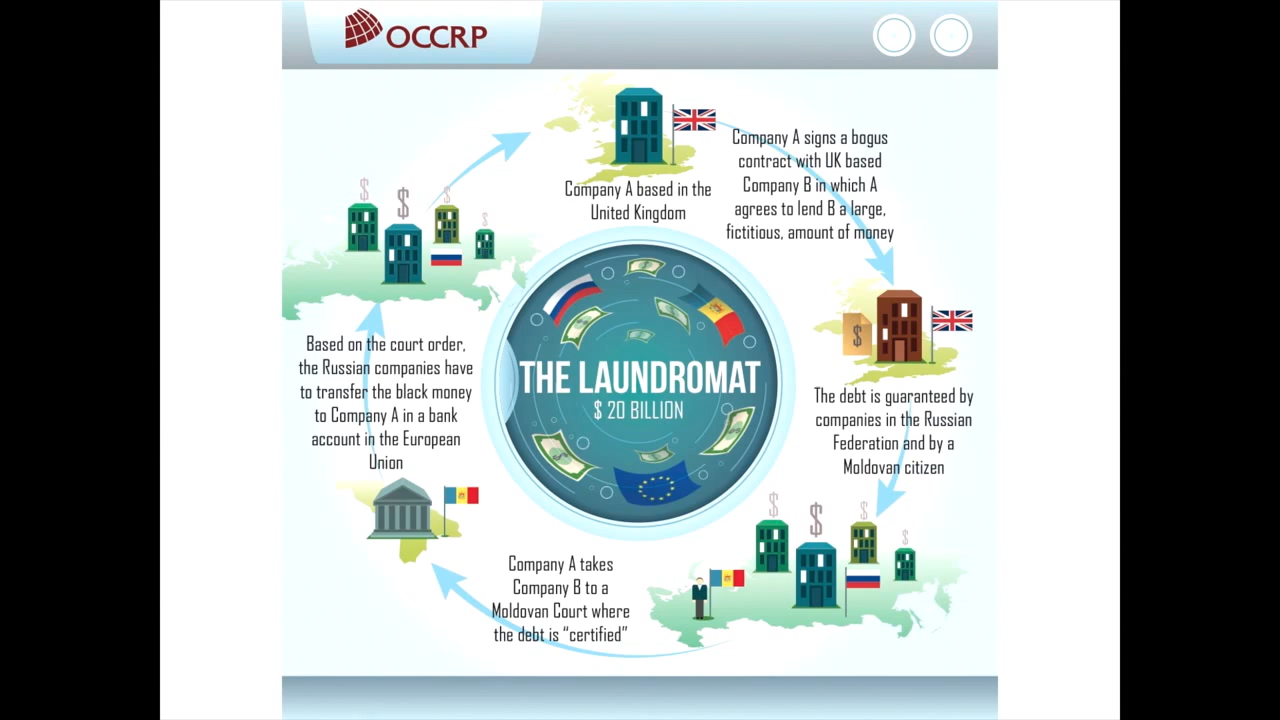 OCCRP
Company A based in the
United Kingdom
Company A signs a bogus
contract with UK based
Company B in which A
agrees to lend B a large,
fictitious, amount of money
The debt is guaranteed by
companies in the Russian
Federation and by a
Moldovan citizen
Company A takes
Company B to a
Moldovan Court where
the debt is “certified”
Based on the court order,
the Russian companies have
to transfer the black money
to Company A in a bank
account in the European
Union
THE LAUNDROMAT
$ 20 BILLION